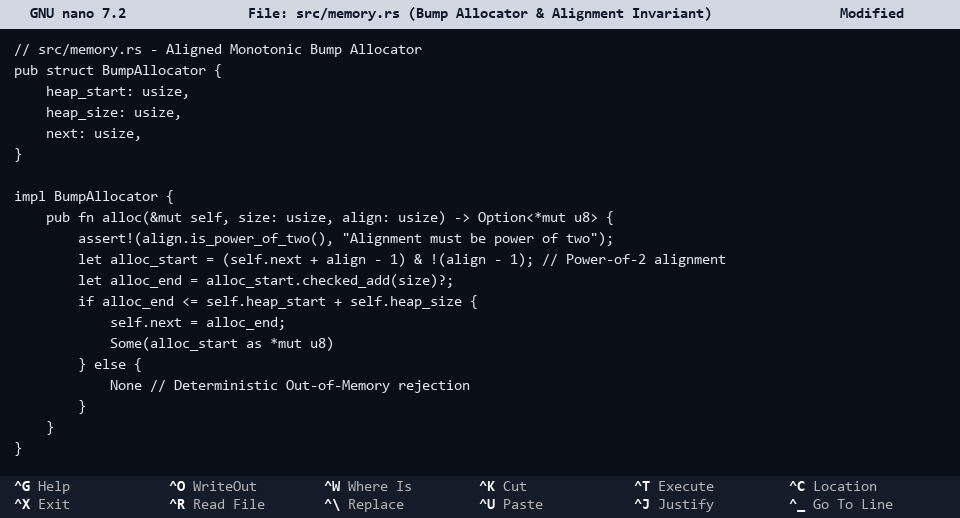 GNU nano 7.2 File: src/memory.rs (Bump Allocator & Alignment Invariant) Modified
// src/memory.rs - Aligned Monotonic Bump Allocator
pub struct BumpAllocator {
    heap_start: usize,
    heap_size: usize,
    next: usize,
}

impl BumpAllocator {
    pub fn alloc(&mut self, size: usize, align: usize) -> Option<*mut u8> {
        assert!(align.is_power_of_two(), "Alignment must be power of two");
        let alloc_start = (self.next + align - 1) & !(align - 1); // Power-of-2 alignment
        let alloc_end = alloc_start.checked_add(size)?;
        if alloc_end <= self.heap_start + self.heap_size {
            self.next = alloc_end;
            Some(alloc_start as *mut u8)
        } else {
            None // Deterministic Out-of-Memory rejection
        }
    }
}
^G Help ^O WriteOut ^W Where Is ^K Cut ^T Execute ^C Location
^X Exit ^R Read File ^\ Replace ^U Paste ^J Justify ^_ Go To Line